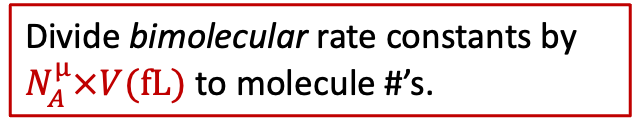 Divide bimolecular rate constants by
N_A^μ×V(fL) to molecule #’s.